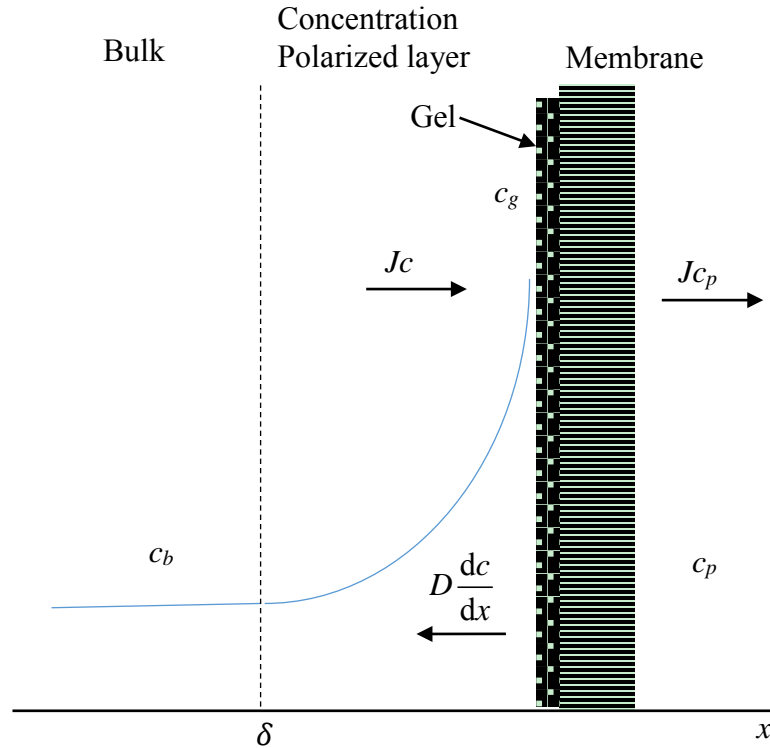 Concentration
Bulk Polarized layer Membrane
Gel
c_g
Jc Jc_p
c_b D dc/dx c_p
δ x